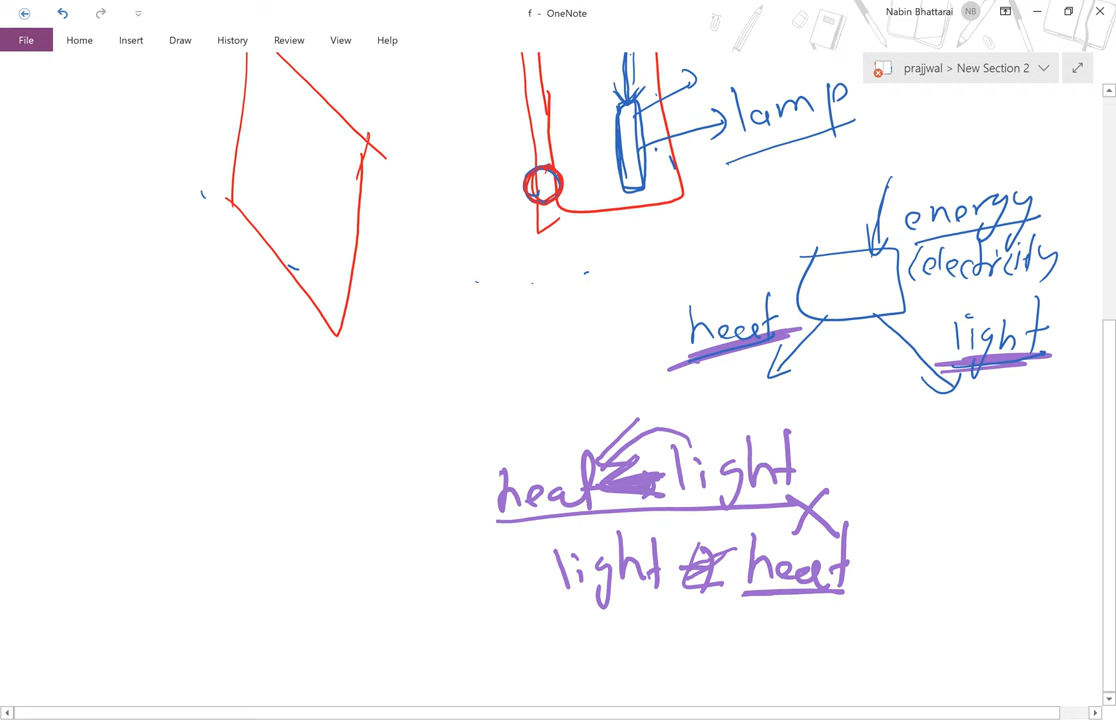 f - OneNote
Nabin Bhattarai
NB
File Home Insert Draw History Review View Help
prajjwal > New Section 2
lamp
energy
(electricity
heat
light
heat light
light heat